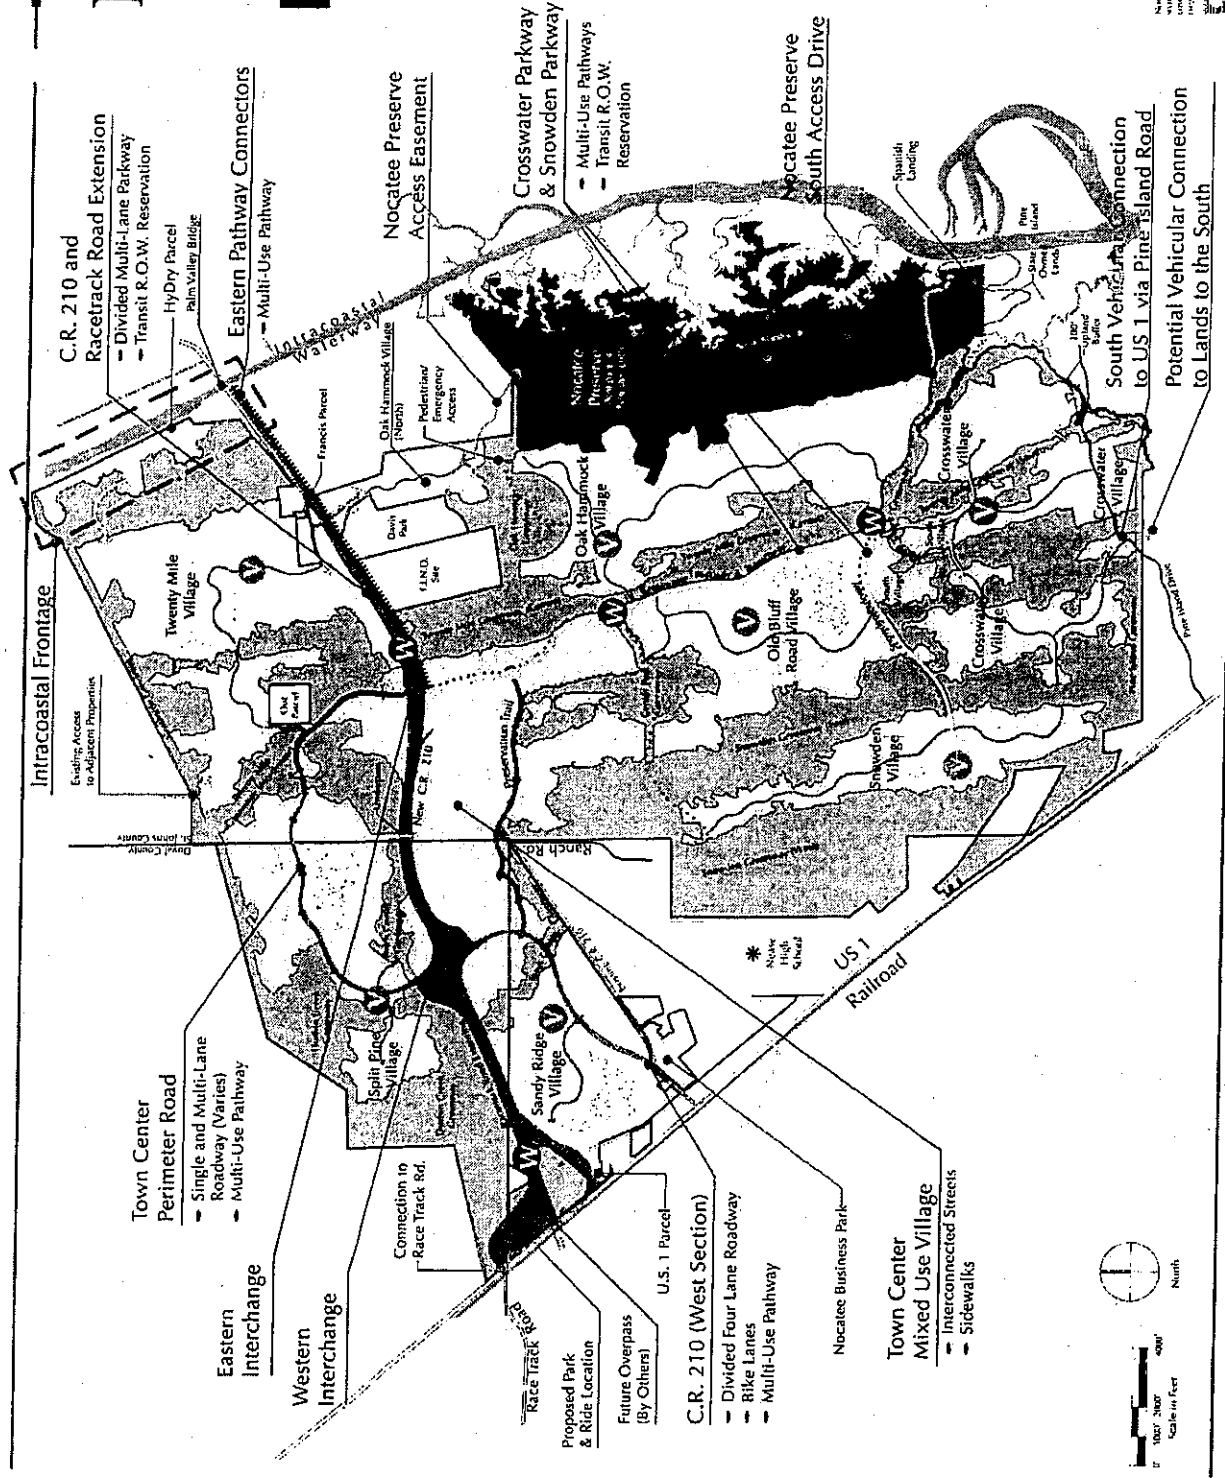 Intracoastal Frontage
Existing Access
to Adjacent Properties
C.R. 210 and
Racetrack Road Extension
– Divided Multi-Lane Parkway
– Transit R.O.W. Reservation
HyDry Parcel
Palm Valley Bridge
Eastern Pathway Connectors
– Multi-Use Pathway
Intracoastal
Waterway
Nocatee Preserve
Access Easement
Crosswater Parkway
& Snowden Parkway
– Multi-Use Pathways
– Transit R.O.W.
Reservation
Nocatee Preserve
South Access Drive
Spanish
Landing
Pine
Island
State
Owned
Lands
100'
Upland
Buffer
South Vehicular Connection
to US 1 via Pine Island Road
Potential Vehicular Connection
to Lands to the South
Pine Island Drive
Town Center
Perimeter Road
– Single and Multi-Lane
Roadway (Varies)
– Multi-Use Pathway
Eastern
Interchange
Western
Interchange
Connection to
Race Track Rd.
Race Track Road
Proposed Park
& Ride Location
Future Overpass
(By Others)
U.S. 1 Parcel
C.R. 210 (West Section)
– Divided Four Lane Roadway
– Bike Lanes
– Multi-Use Pathway
Nocatee Business Park
Town Center
Mixed Use Village
– Interconnected Streets
– Sidewalks
Duval County
St. Johns County
Twenty Mile
Village
V
Francis Parcel
Oak Hammock Village
(North)
Pedestrian/
Emergency
Access
Davis
Park
Site
Nocatee
Preserve
Oak Hammock
Village
V
W
New C.R. 210
Preservation Trail
Ranch Rd.
Split Pine
Village
V
Sandy Ridge
Village
V
W
W
Old Bluff
Road Village
V
W
Crosswater
Village
V
Crosswater
Village
Crosswater
Village
Snowden
Village
V
High
School
US 1
Railroad
North
0' 1000' 2000' 4000'
Scale in Feet